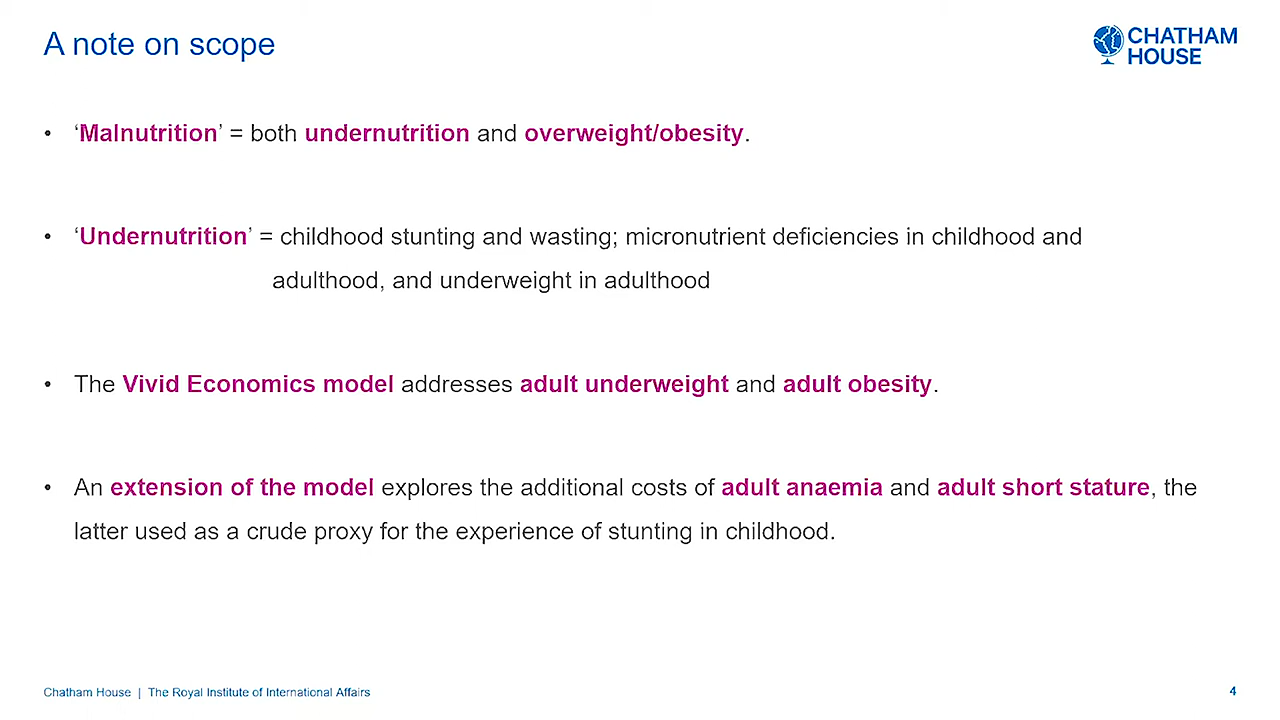 A note on scope
CHATHAM
HOUSE
• ‘Malnutrition’ = both undernutrition and overweight/obesity.
• ‘Undernutrition’ = childhood stunting and wasting; micronutrient deficiencies in childhood and
adulthood, and underweight in adulthood
• The Vivid Economics model addresses adult underweight and adult obesity.
• An extension of the model explores the additional costs of adult anaemia and adult short stature, the
latter used as a crude proxy for the experience of stunting in childhood.
Chatham House | The Royal Institute of International Affairs
4